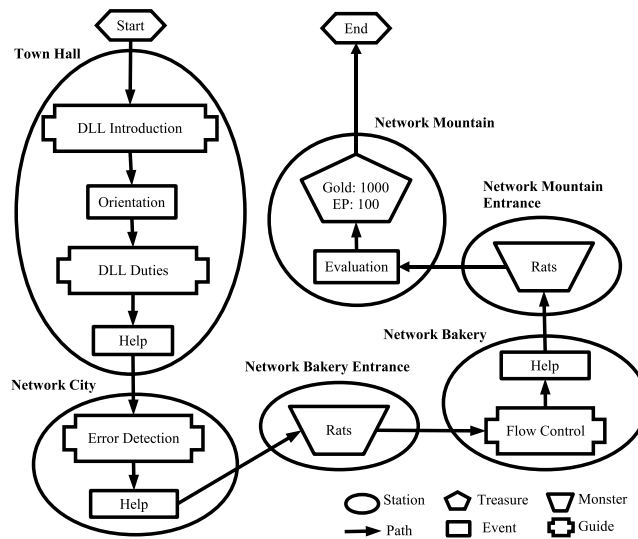 Start
Town Hall
DLL Introduction
Orientation
DLL Duties
Help
Network City
Error Detection
Help
Network Bakery Entrance
Rats
Network Bakery
Help
Flow Control
Network Mountain
Entrance
Rats
Network Mountain
Gold: 1000
EP: 100
Evaluation
End
Station
Treasure
Monster
Path
Event
Guide